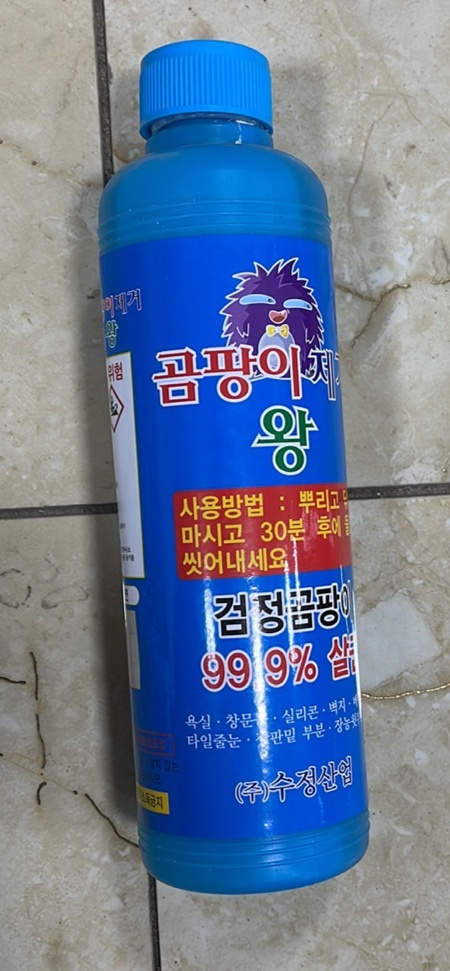 곰팡이 제거
왕
위험
곰팡이 제
왕
사용방법 : 뿌리고
마시고 30분 후에
씻어내세요
검정곰팡이
99.9% 살균
욕실 · 창문 · 실리콘 · 벽지 ·
타일줄눈 · 장판밑 부분 ·
(주)수정산업